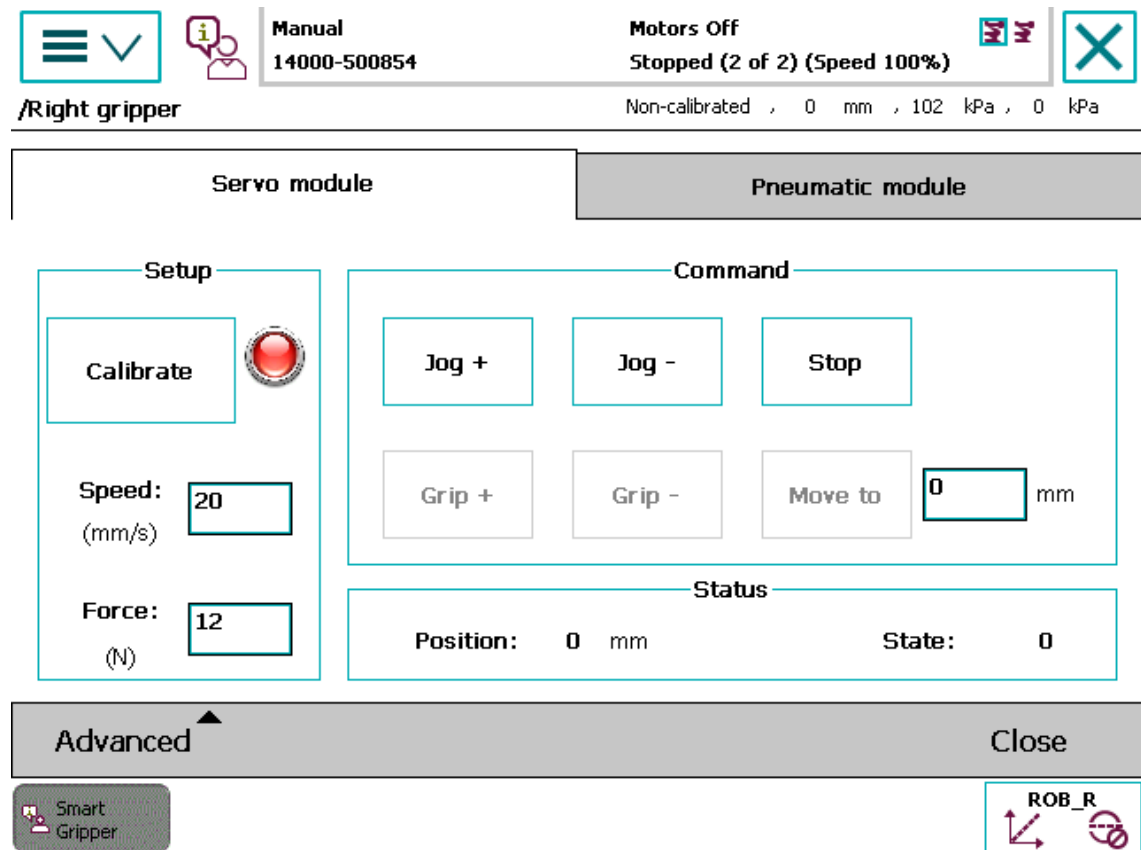 Manual
14000-500854
Motors Off
Stopped (2 of 2) (Speed 100%)
/Right gripper
Non-calibrated , 0 mm , 102 kPa , 0 kPa
Servo module
Pneumatic module
Setup
Calibrate
Speed:
(mm/s)
20
Force:
(N)
12
Command
Jog +
Jog -
Stop
Grip +
Grip -
Move to
0
mm
Status
Position: 0 mm
State: 0
Advanced
Close
Smart
Gripper
ROB_R